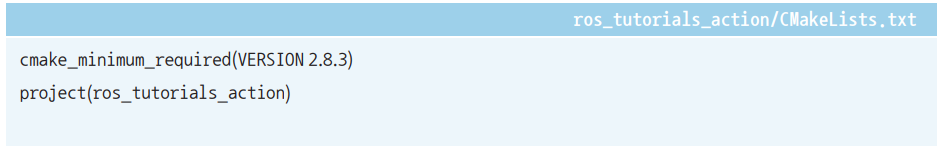 ros_tutorials_action/CMakeLists.txt
cmake_minimum_required(VERSION 2.8.3)
project(ros_tutorials_action)